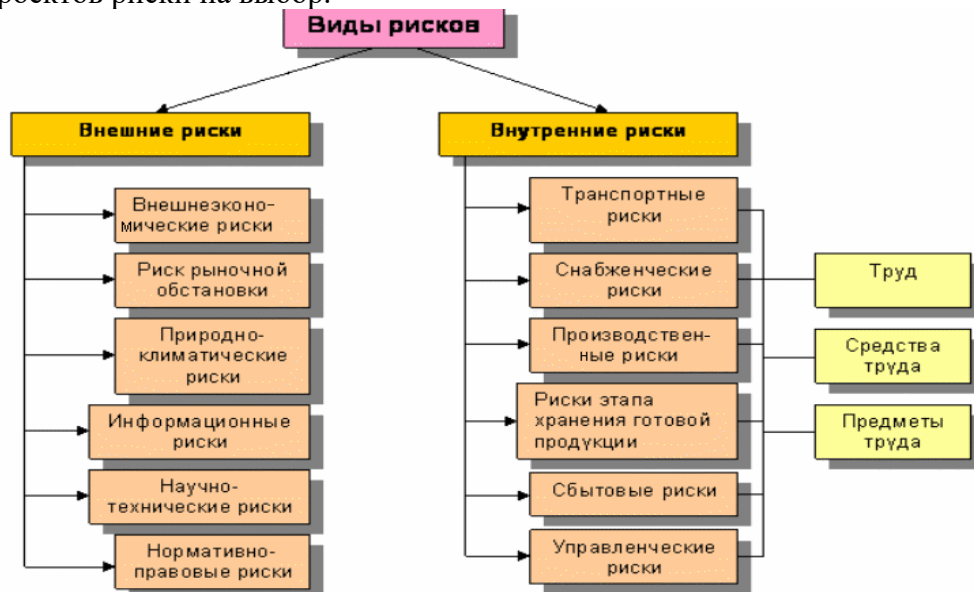 роектов риски на выбор.
Виды рисков
Внешние риски
Внешнеэконо-
мические риски
Риск рыночной
обстановки
Природно-
климатические
риски
Информационные
риски
Научно-
технические риски
Нормативно-
правовые риски
Внутренние риски
Транспортные
риски
Снабженческие
риски
Производствен-
ные риски
Риски этапа
хранения готовой
продукции
Сбытовые риски
Управленческие
риски
Труд
Средства
труда
Предметы
труда